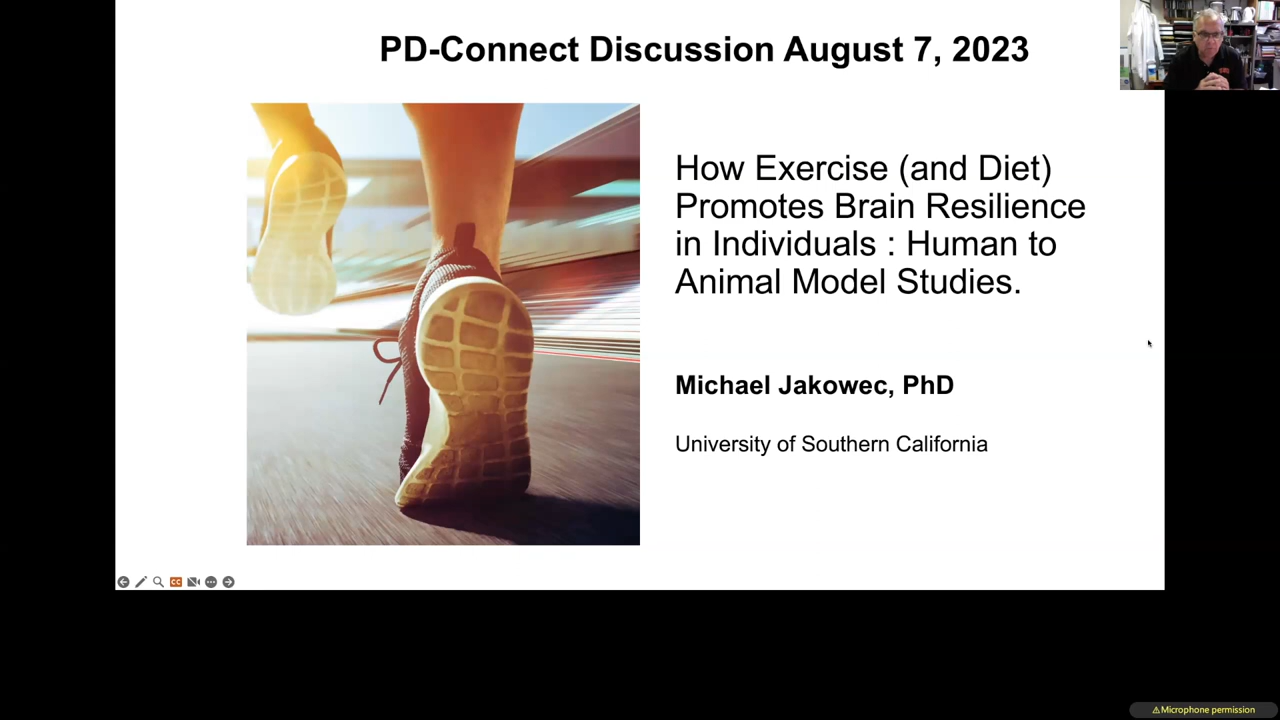 PD-Connect Discussion August 7, 2023
How Exercise (and Diet)
Promotes Brain Resilience
in Individuals : Human to
Animal Model Studies.
Michael Jakowec, PhD
University of Southern California
CC
⚠Microphone permission